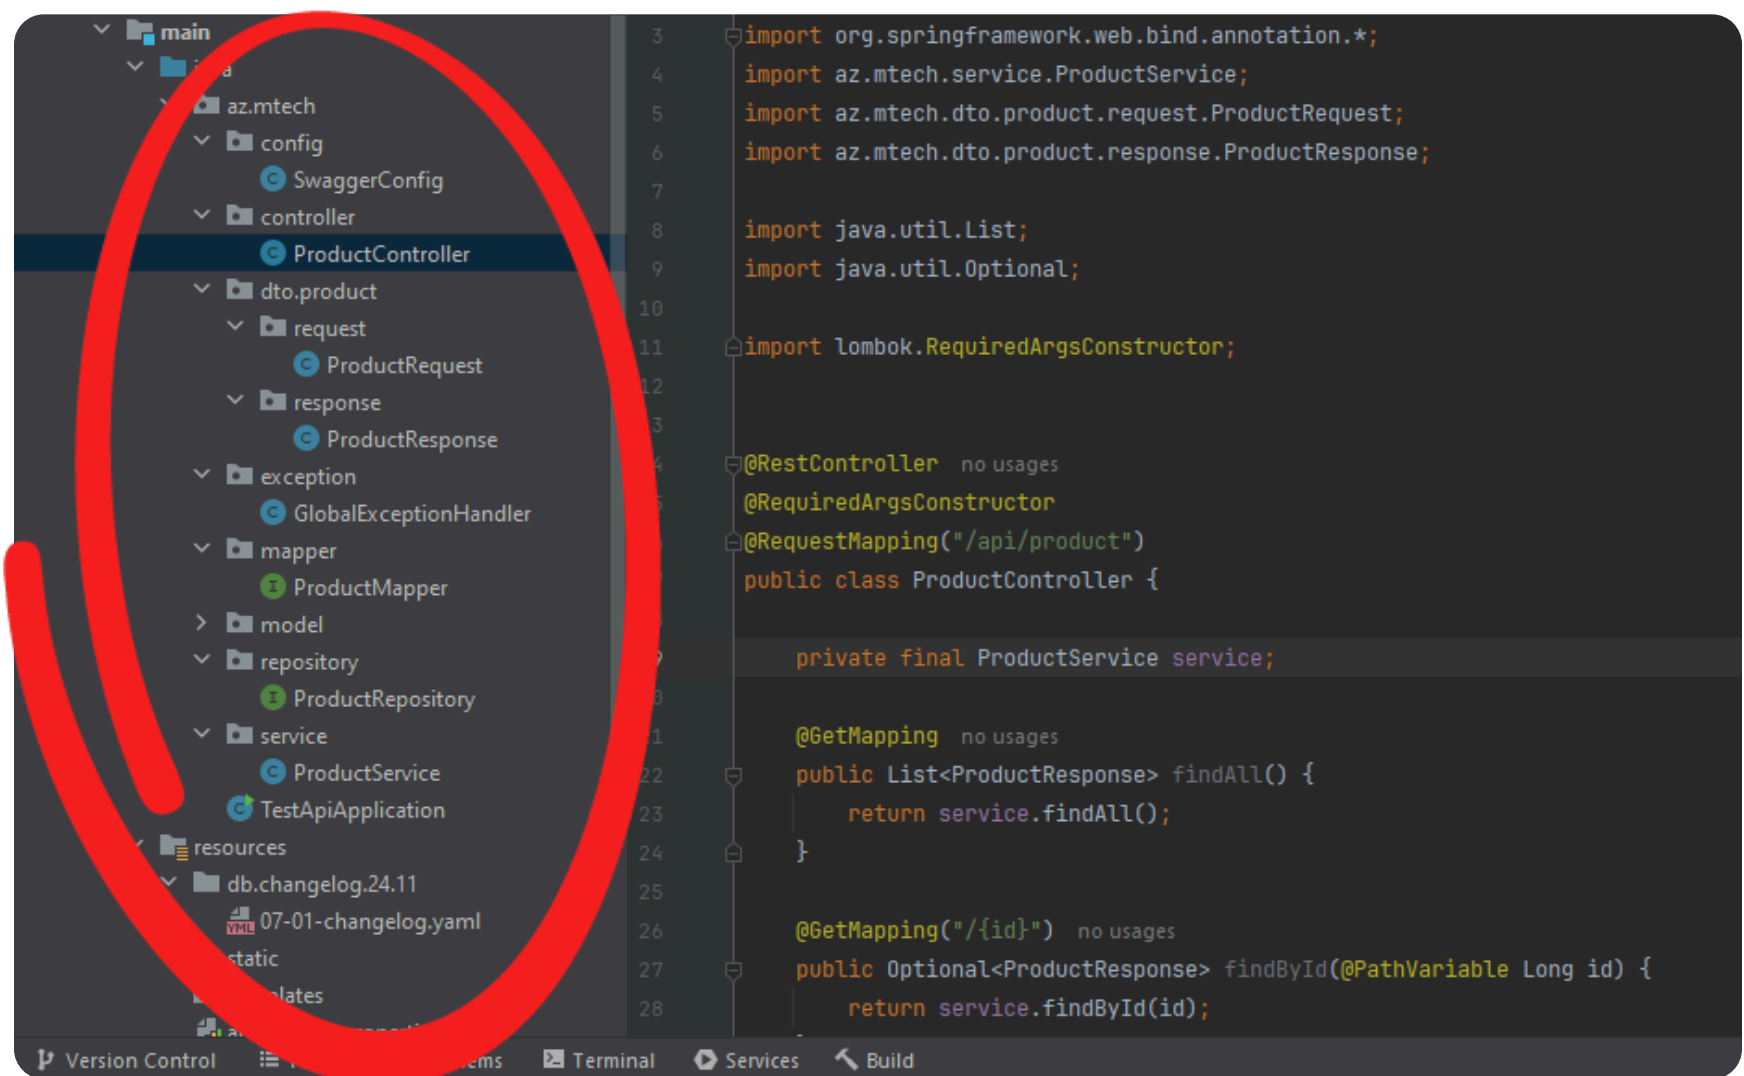 main
az.mtech
config
SwaggerConfig
controller
ProductController
dto.product
request
ProductRequest
response
ProductResponse
exception
GlobalExceptionHandler
mapper
ProductMapper
model
repository
ProductRepository
service
ProductService
TestApiApplication
resources
db.changelog.24.11
07-01-changelog.yaml
static
3 import org.springframework.web.bind.annotation.*;
4 import az.mtech.service.ProductService;
5 import az.mtech.dto.product.request.ProductRequest;
6 import az.mtech.dto.product.response.ProductResponse;
7
8 import java.util.List;
9 import java.util.Optional;
10
11 import lombok.RequiredArgsConstructor;
12
@RestController no usages
@RequiredArgsConstructor
@RequestMapping("/api/product")
public class ProductController {
private final ProductService service;
@GetMapping no usages
22 public List<ProductResponse> findAll() {
23 return service.findAll();
24 }
25
26 @GetMapping("/{id}") no usages
27 public Optional<ProductResponse> findById(@PathVariable Long id) {
28 return service.findById(id);
Version Control Terminal Services Build